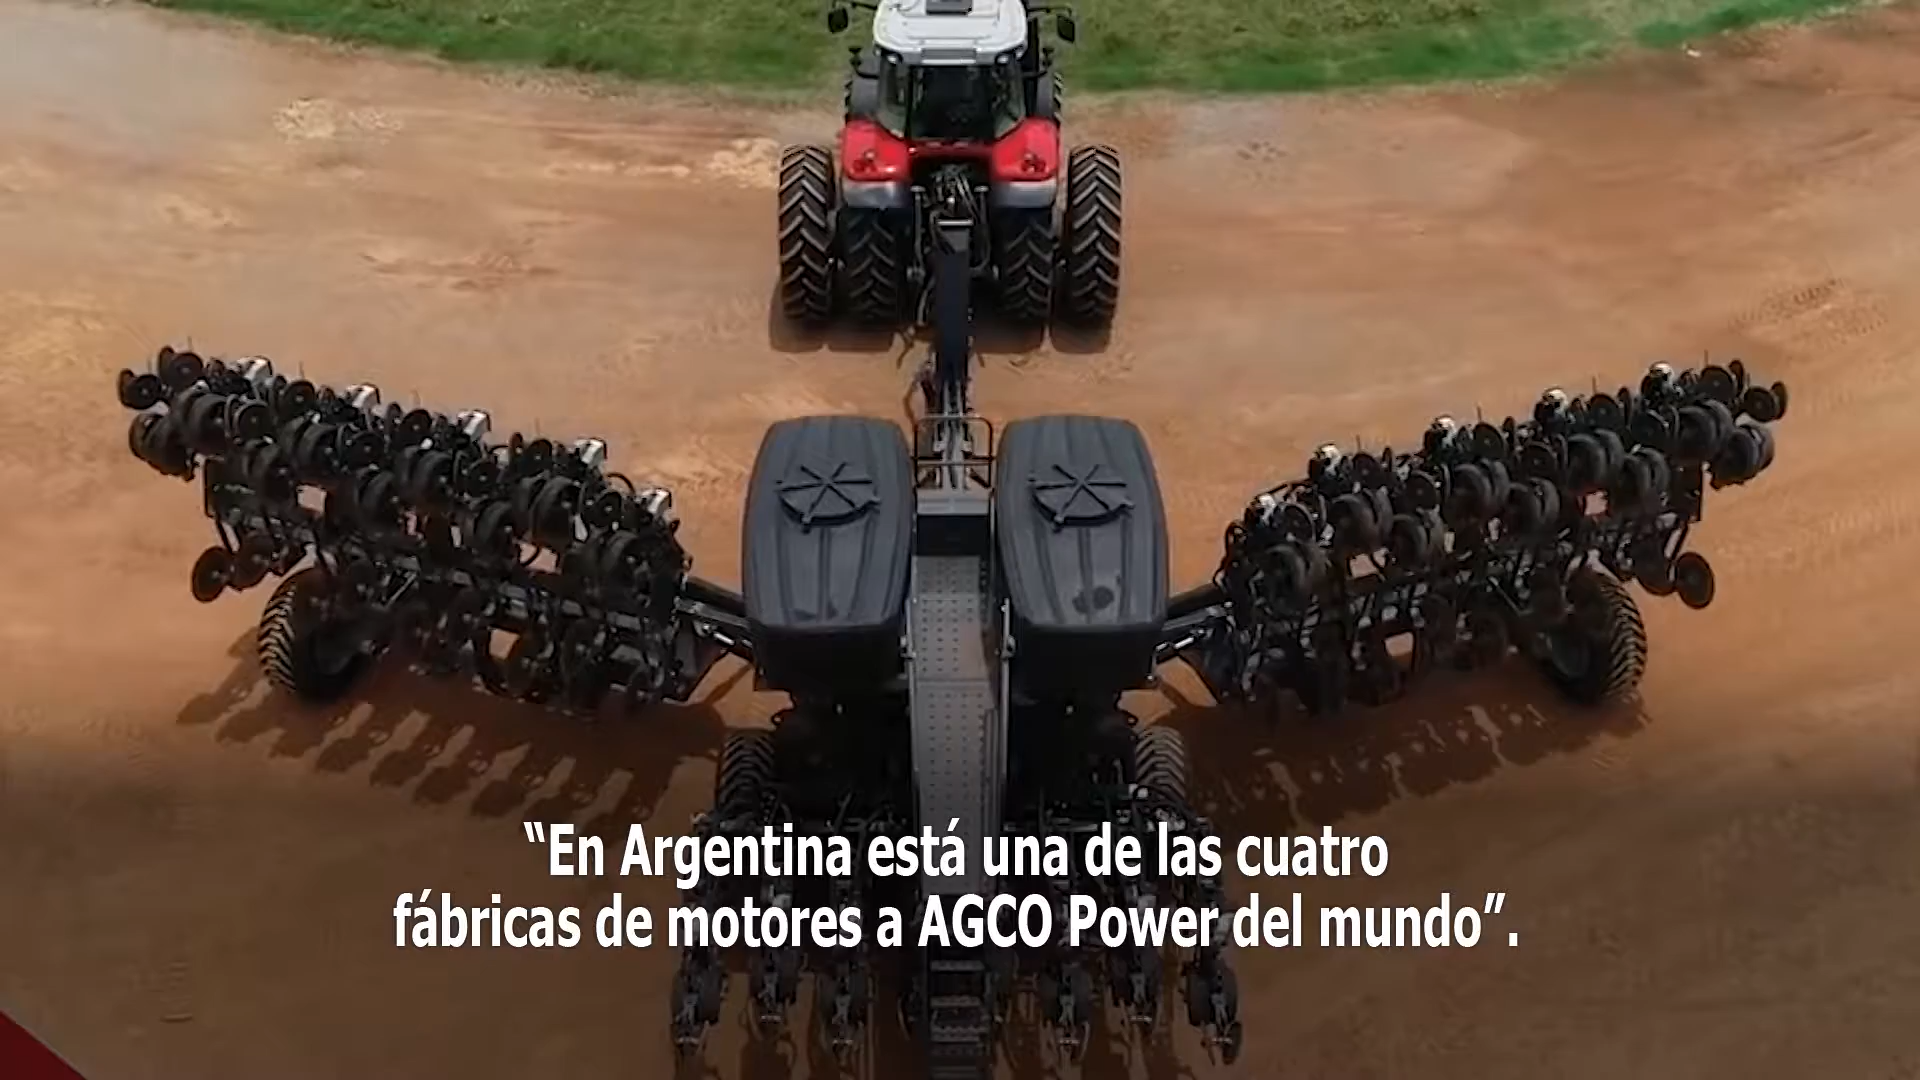 “En Argentina está una de las cuatro
fábricas de motores a AGCO Power del mundo”.